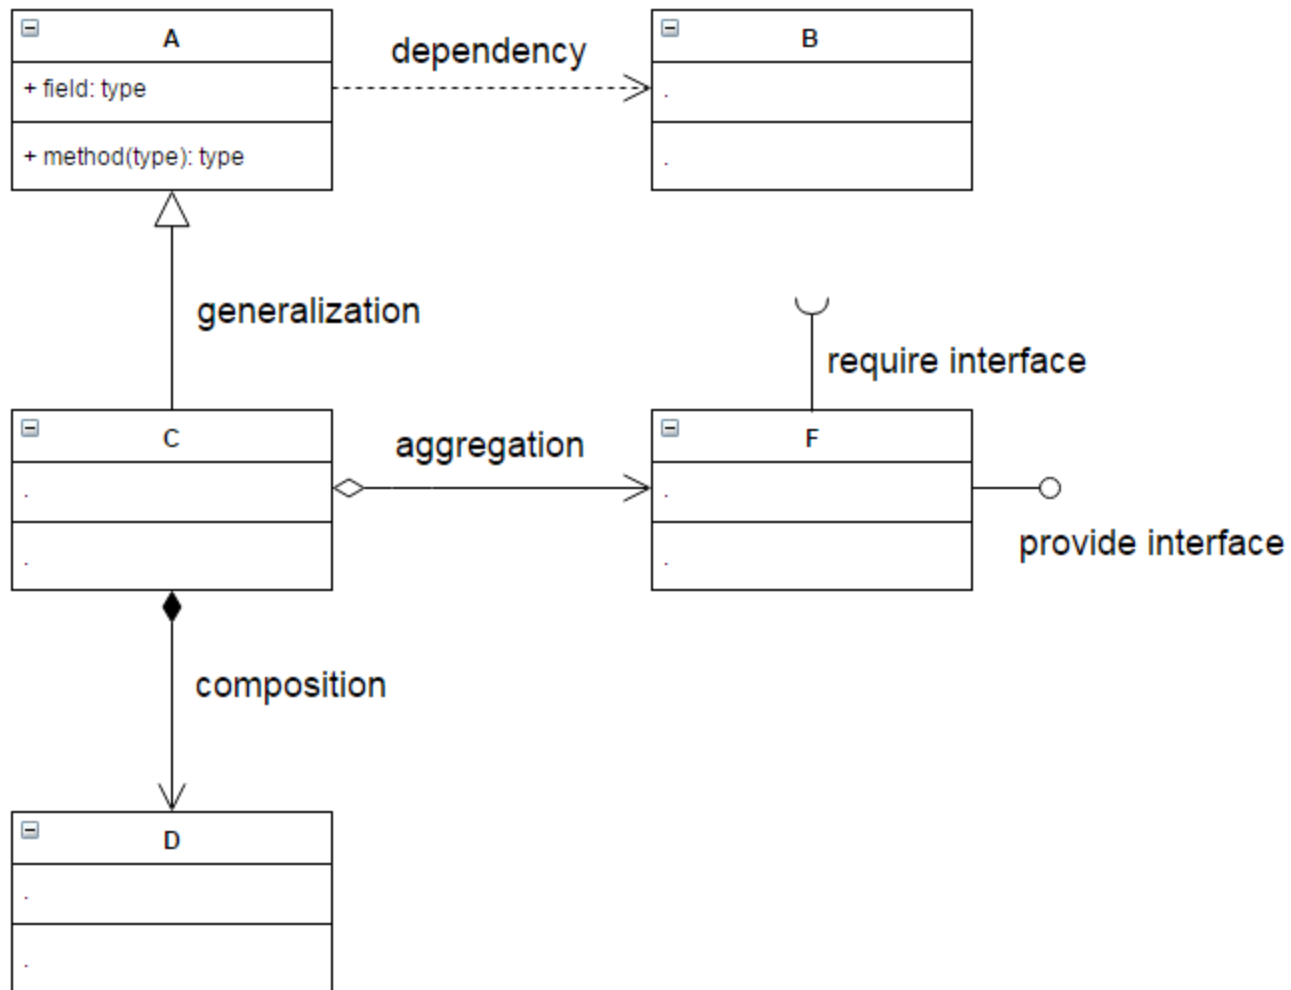 A
+ field: type
+ method(type): type
dependency
B
.
.
generalization
require interface
C
.
.
aggregation
F
.
.
provide interface
composition
D
.
.